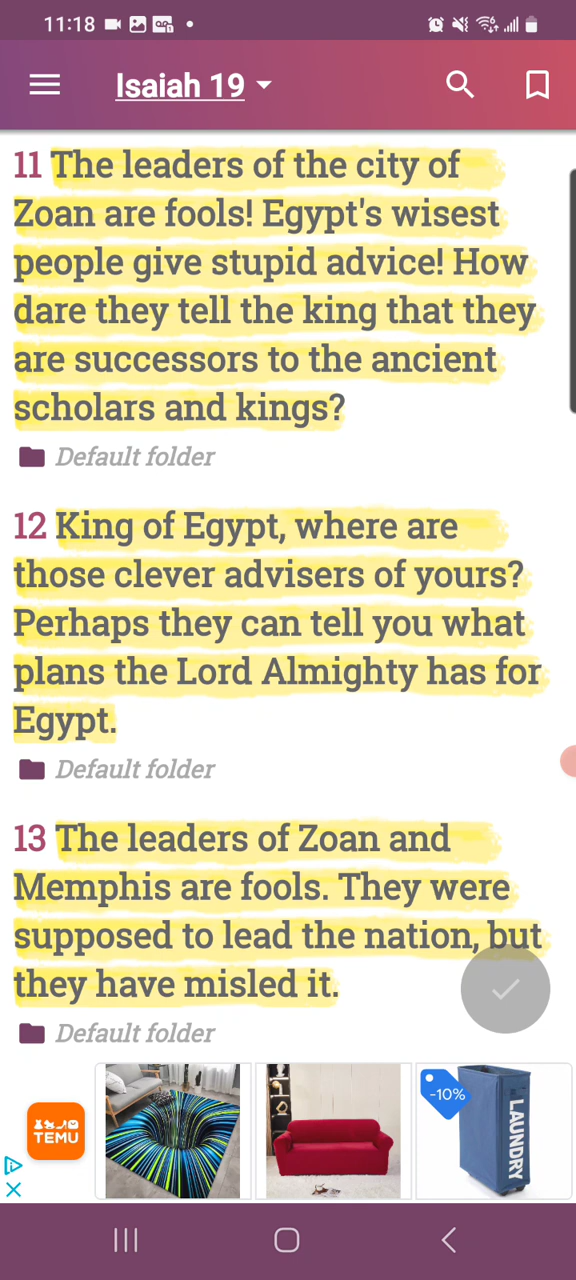 11:18
Isaiah 19
11 The leaders of the city of
Zoan are fools! Egypt's wisest
people give stupid advice! How
dare they tell the king that they
are successors to the ancient
scholars and kings?
Default folder
12 King of Egypt, where are
those clever advisers of yours?
Perhaps they can tell you what
plans the Lord Almighty has for
Egypt.
Default folder
13 The leaders of Zoan and
Memphis are fools. They were
supposed to lead the nation, but
they have misled it.
Default folder
TEMU
-10%
LAUNDRY